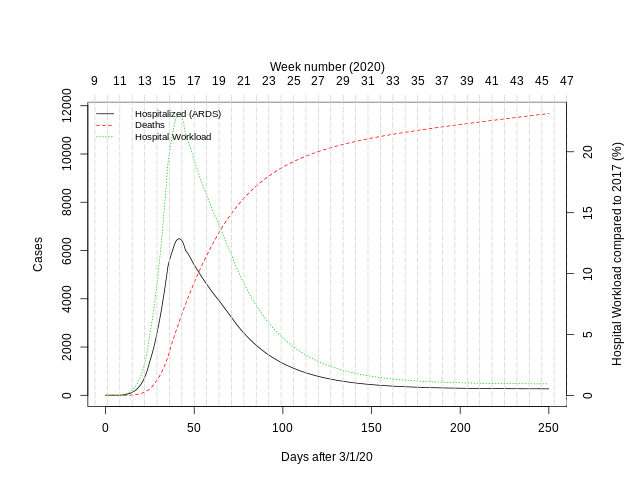 Week number (2020)
9 11 13 15 17 19 21 23 25 27 29 31 33 35 37 39 41 43 45 47
Hospitalized (ARDS)
Deaths
Hospital Workload
12000
10000
8000
6000
4000
2000
0
Cases
20
15
10
5
0
Hospital Workload compared to 2017 (%)
0 50 100 150 200 250
Days after 3/1/20